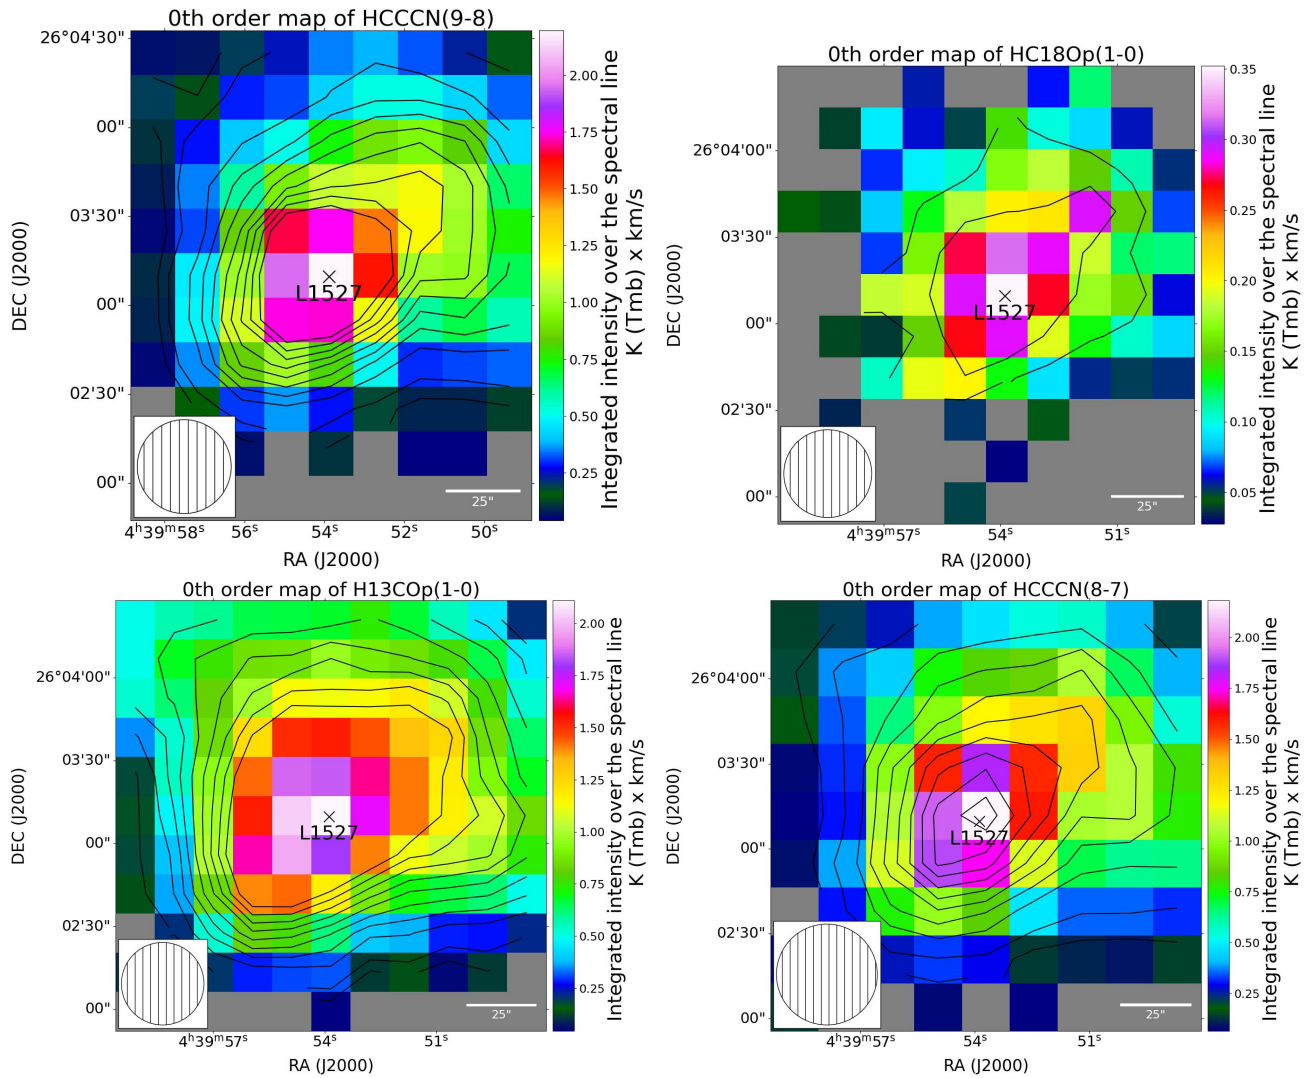 0th order map of HCCCN(9-8)
26°04'30"
00"
03'30"
00"
02'30"
00"
DEC (J2000)
L1527
25"
4ʰ39ᵐ58ˢ 56ˢ 54ˢ 52ˢ 50ˢ
RA (J2000)
2.00
1.75
1.50
1.25
1.00
0.75
0.50
0.25
Integrated intensity over the spectral line
K (Tmb) x km/s
0th order map of HC18Op(1-0)
26°04'00"
03'30"
00"
02'30"
00"
DEC (J2000)
L1527
25"
4ʰ39ᵐ57ˢ 54ˢ 51ˢ
RA (J2000)
0.35
0.30
0.25
0.20
0.15
0.10
0.05
Integrated intensity over the spectral line
K (Tmb) x km/s
0th order map of H13COp(1-0)
26°04'00"
03'30"
00"
02'30"
00"
DEC (J2000)
L1527
25"
4ʰ39ᵐ57ˢ 54ˢ 51ˢ
RA (J2000)
2.00
1.75
1.50
1.25
1.00
0.75
0.50
0.25
Integrated intensity over the spectral line
K (Tmb) x km/s
0th order map of HCCCN(8-7)
26°04'00"
03'30"
00"
02'30"
00"
DEC (J2000)
L1527
25"
4ʰ39ᵐ57ˢ 54ˢ 51ˢ
RA (J2000)
2.00
1.75
1.50
1.25
1.00
0.75
0.50
0.25
Integrated intensity over the spectral line
K (Tmb) x km/s